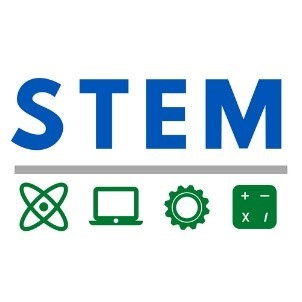 STEM
+ −
x /